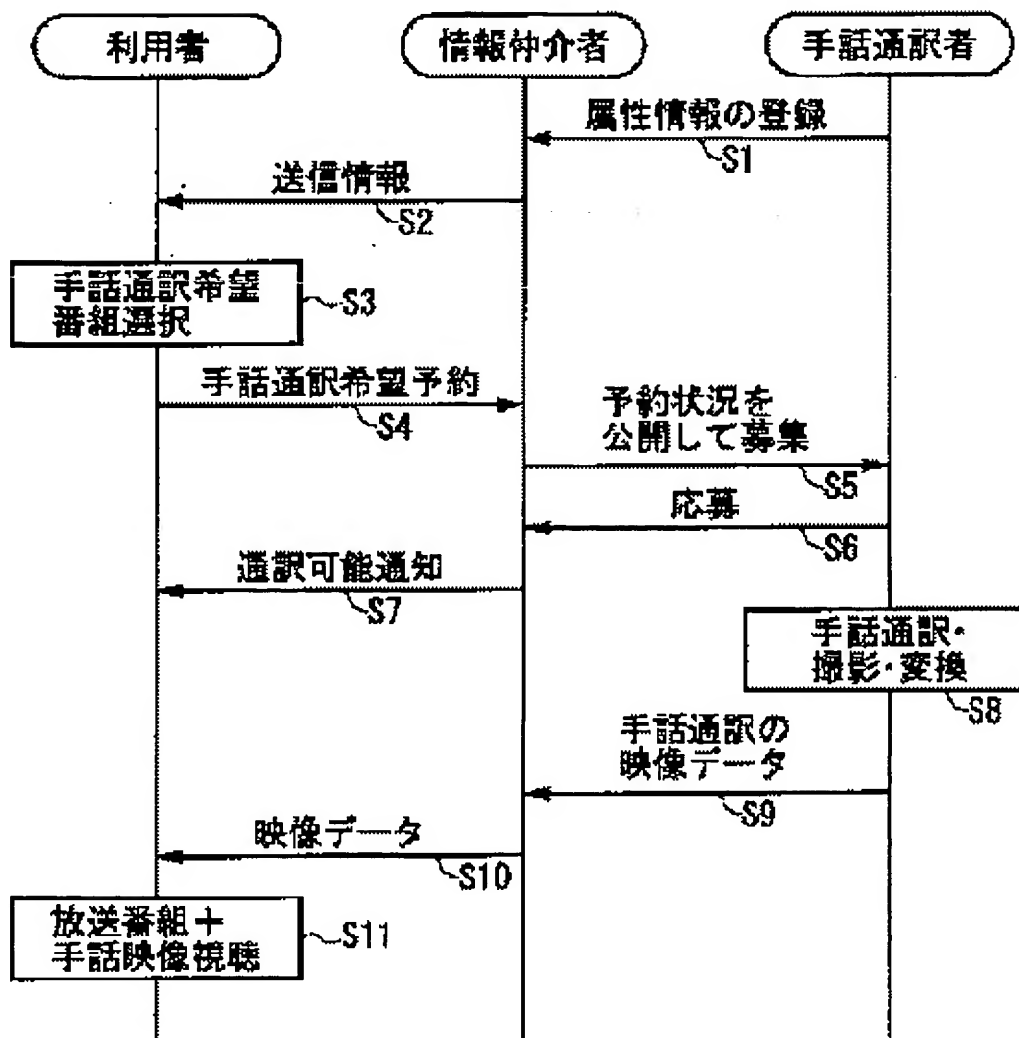 利用者
情報仲介者
手話通訳者
属性情報の登録
S1
送信情報
S2
手話通訳希望
番組選択
S3
手話通訳希望予約
S4
予約状況を
公開して募集
S5
応募
S6
通訳可能通知
S7
手話通訳・
撮影・変換
S8
手話通訳の
映像データ
S9
映像データ
S10
放送番組＋
手話映像視聴
S11